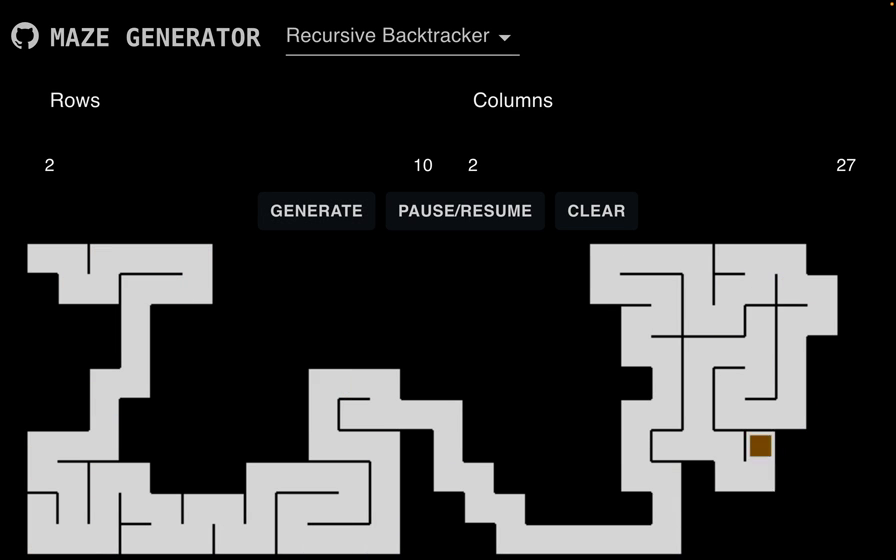 MAZE GENERATOR Recursive Backtracker
Rows Columns
2 10 2 27
GENERATE PAUSE/RESUME CLEAR